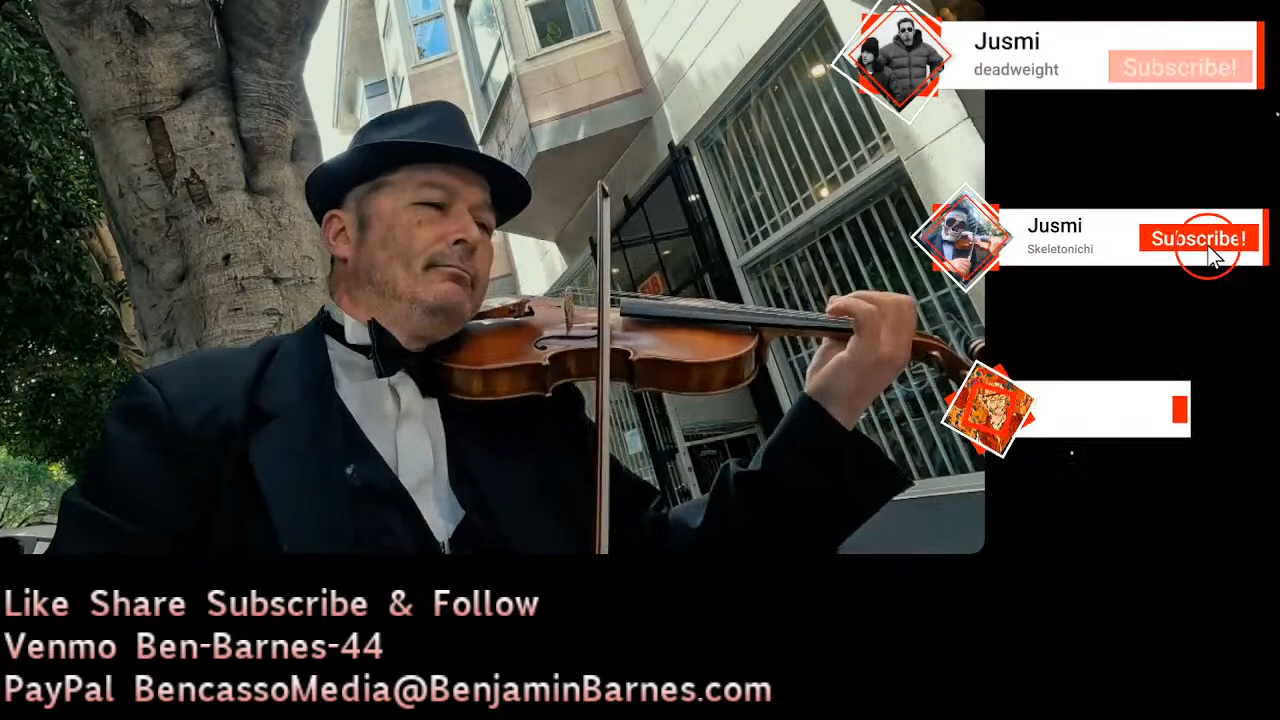 Jusmi
deadweight
Subscribe!
Jusmi
Skeletonichi
Subscribe!
Like Share Subscribe & Follow
Venmo Ben-Barnes-44
PayPal BencassoMedia@BenjaminBarnes.com